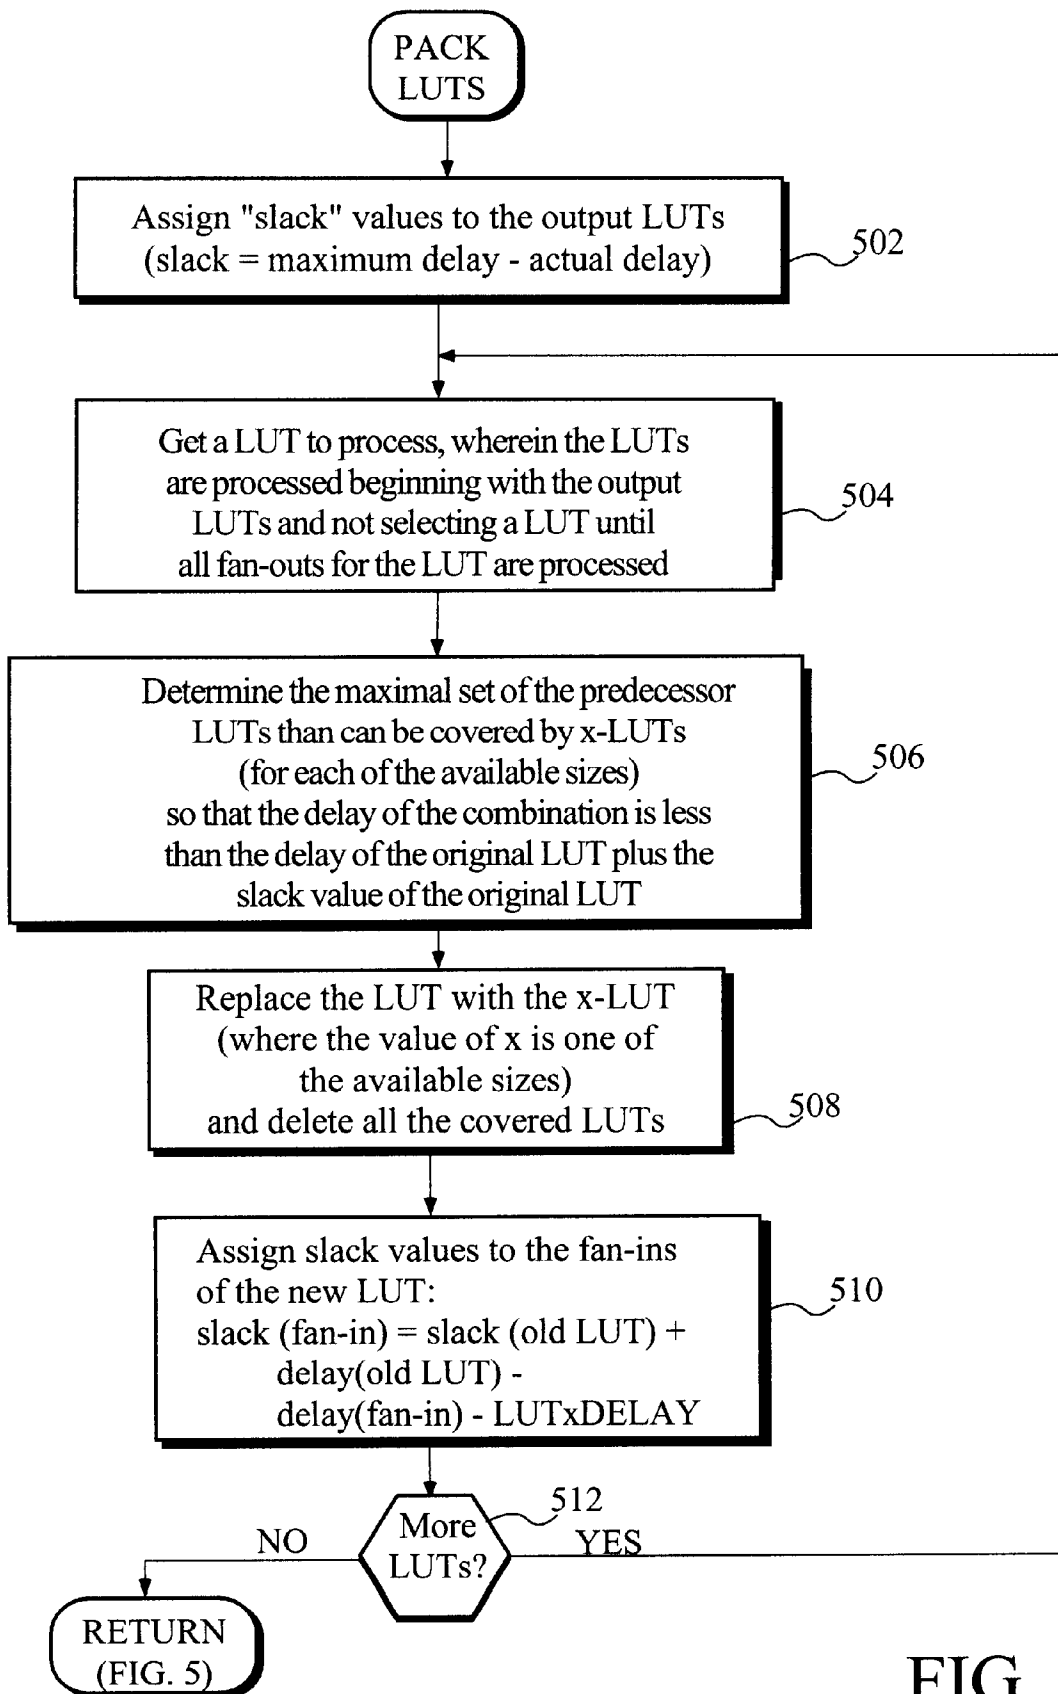 PACK
LUTS
Assign "slack" values to the output LUTs
(slack = maximum delay - actual delay)
502
Get a LUT to process, wherein the LUTs
are processed beginning with the output
LUTs and not selecting a LUT until
all fan-outs for the LUT are processed
504
Determine the maximal set of the predecessor
LUTs than can be covered by x-LUTs
(for each of the available sizes)
so that the delay of the combination is less
than the delay of the original LUT plus the
slack value of the original LUT
506
Replace the LUT with the x-LUT
(where the value of x is one of
the available sizes)
and delete all the covered LUTs
508
Assign slack values to the fan-ins
of the new LUT:
slack (fan-in) = slack (old LUT) +
delay(old LUT) -
delay(fan-in) - LUTxDELAY
510
More
LUTs?
512
NO
YES
RETURN
(FIG. 5)
FIG